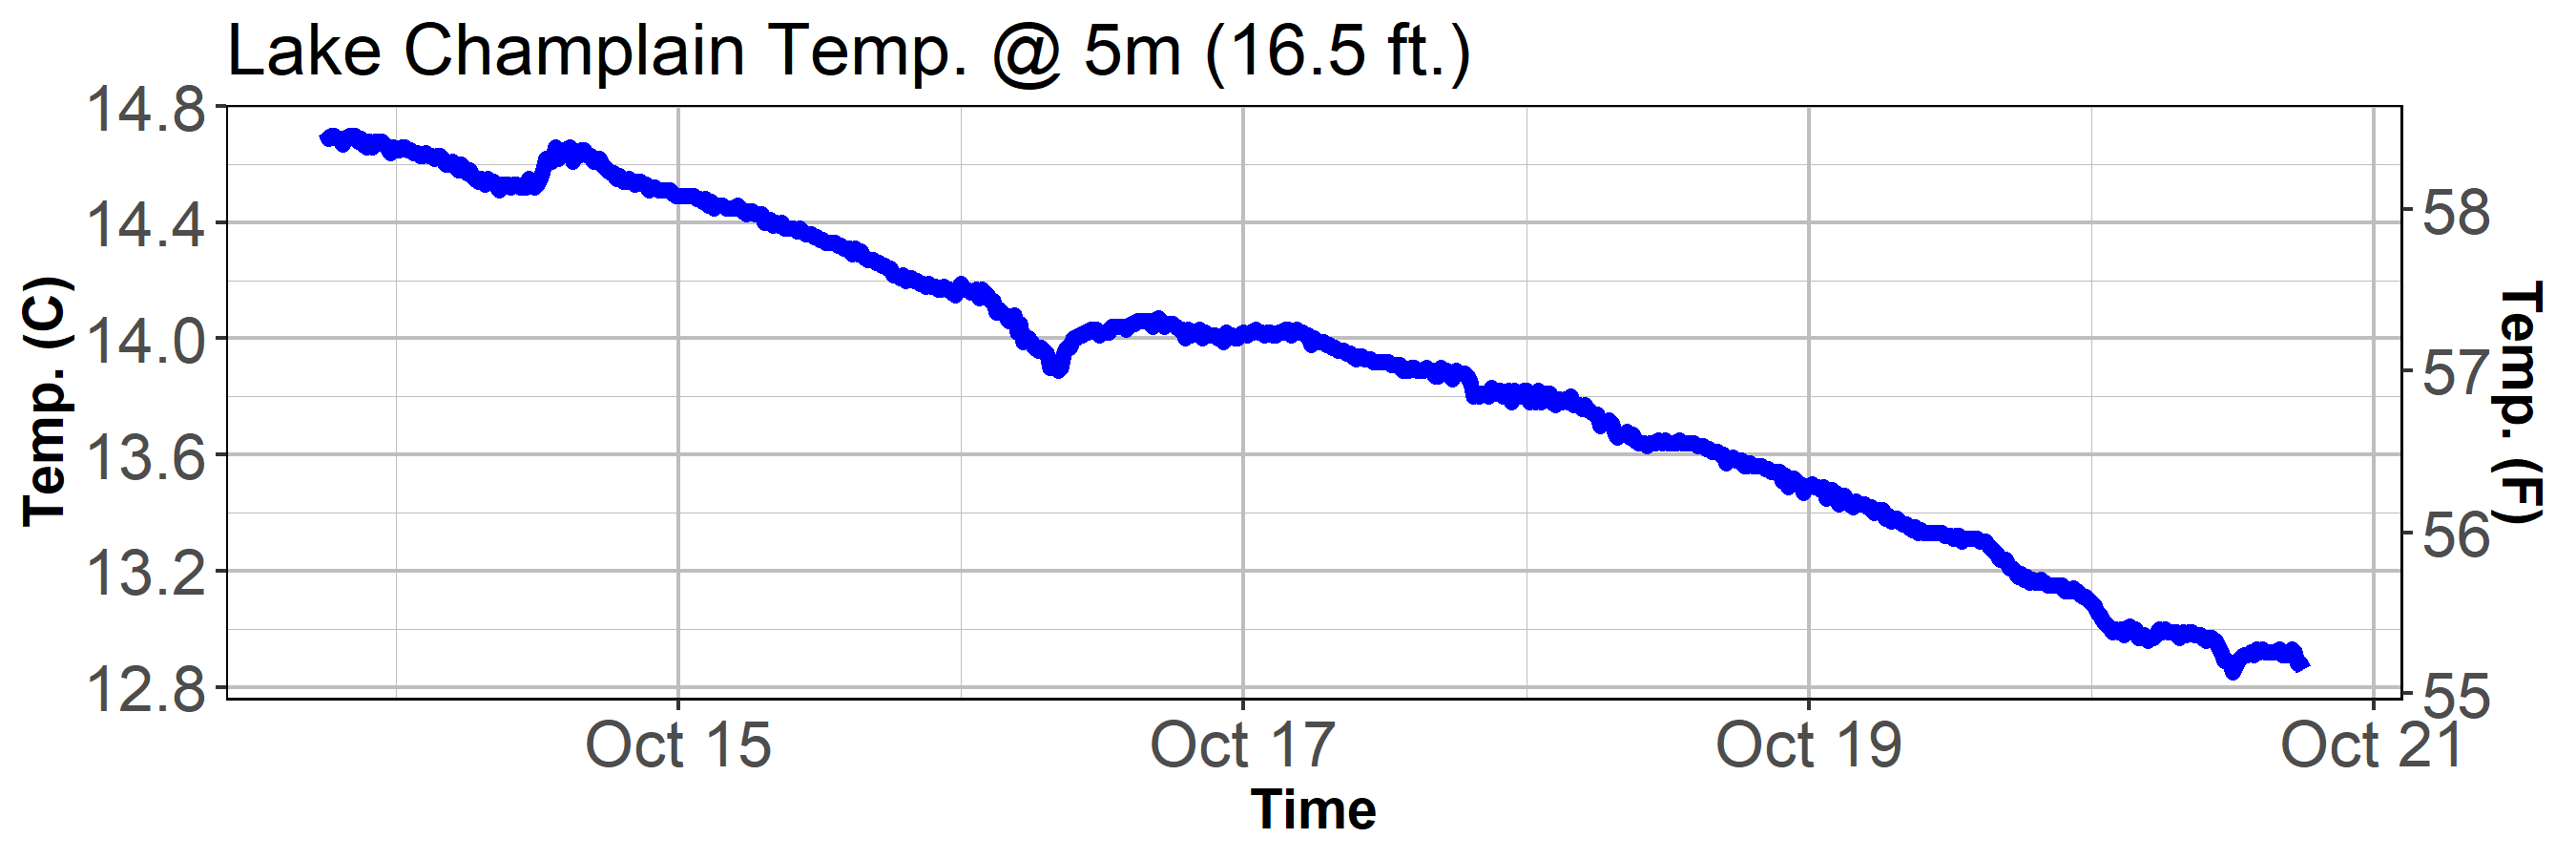 Lake Champlain Temp. @ 5m (16.5 ft.)
14.8
14.4
14.0
13.6
13.2
12.8
Temp. (C)
58
57
56
55
Temp. (F)
Oct 15 Oct 17 Oct 19 Oct 21
Time